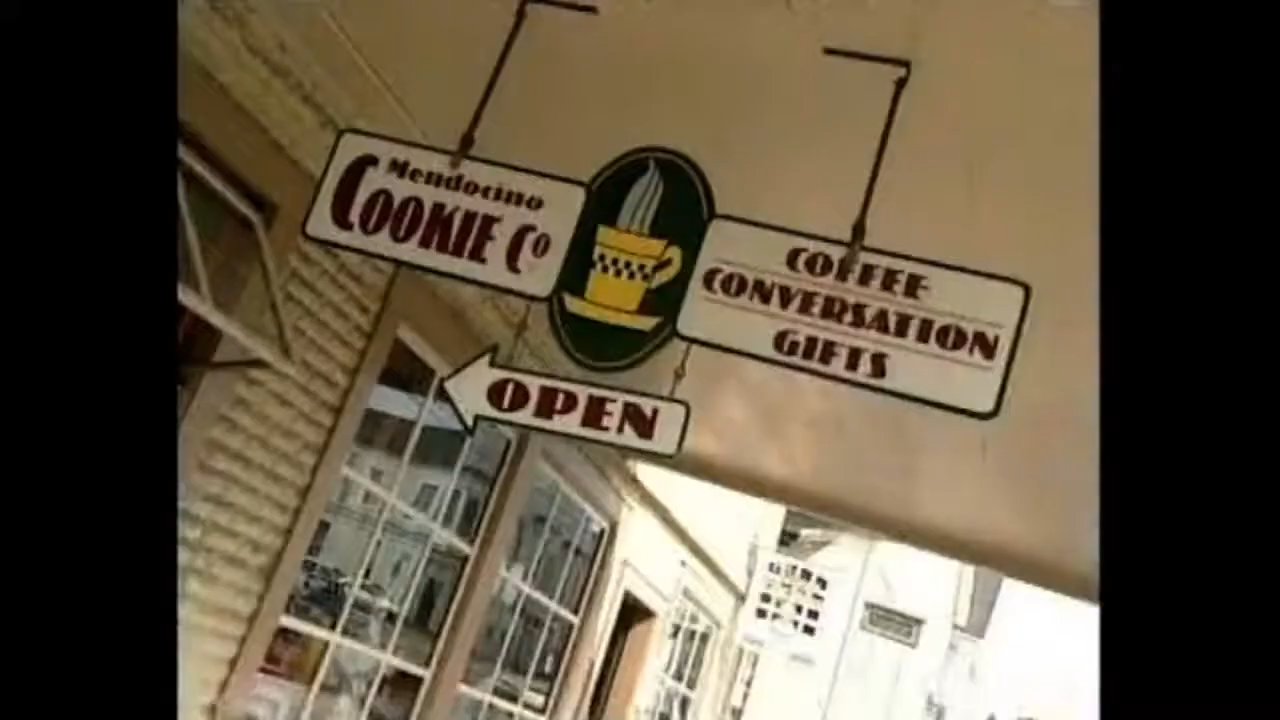 Mendocino
COOKIE Co
COFFEE
CONVERSATION
GIFTS
OPEN